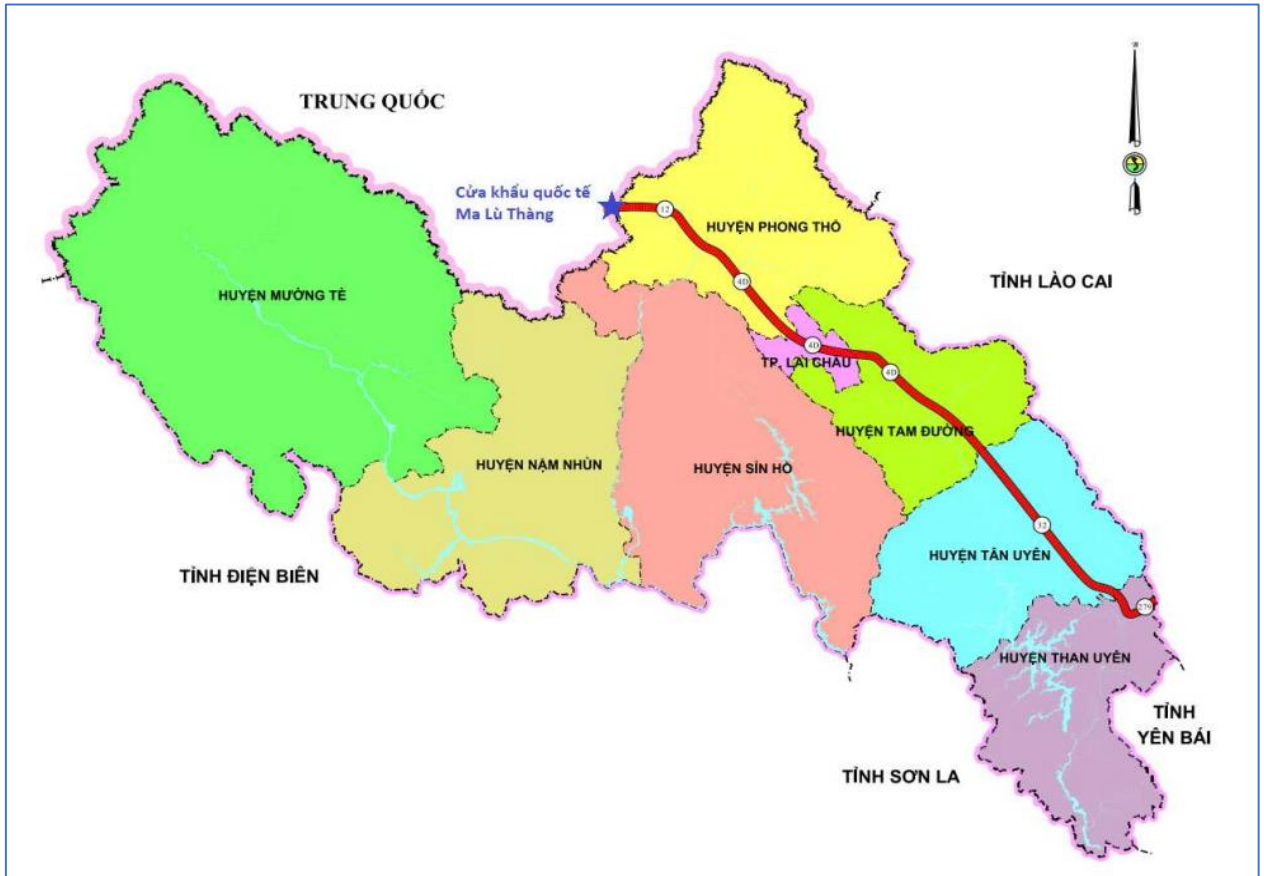 TRUNG QUỐC
Cửa khẩu quốc tế
Ma Lù Thàng
12
HUYỆN PHONG THỔ
4D
TỈNH LÀO CAI
HUYỆN MƯỜNG TÈ
4D
TP. LAI CHÂU
4D
HUYỆN TAM ĐƯỜNG
HUYỆN NẬM NHÙN
HUYỆN SÌN HỒ
32
HUYỆN TÂN UYÊN
TỈNH ĐIỆN BIÊN
279
HUYỆN THAN UYÊN
TỈNH
YÊN BÁI
TỈNH SƠN LA